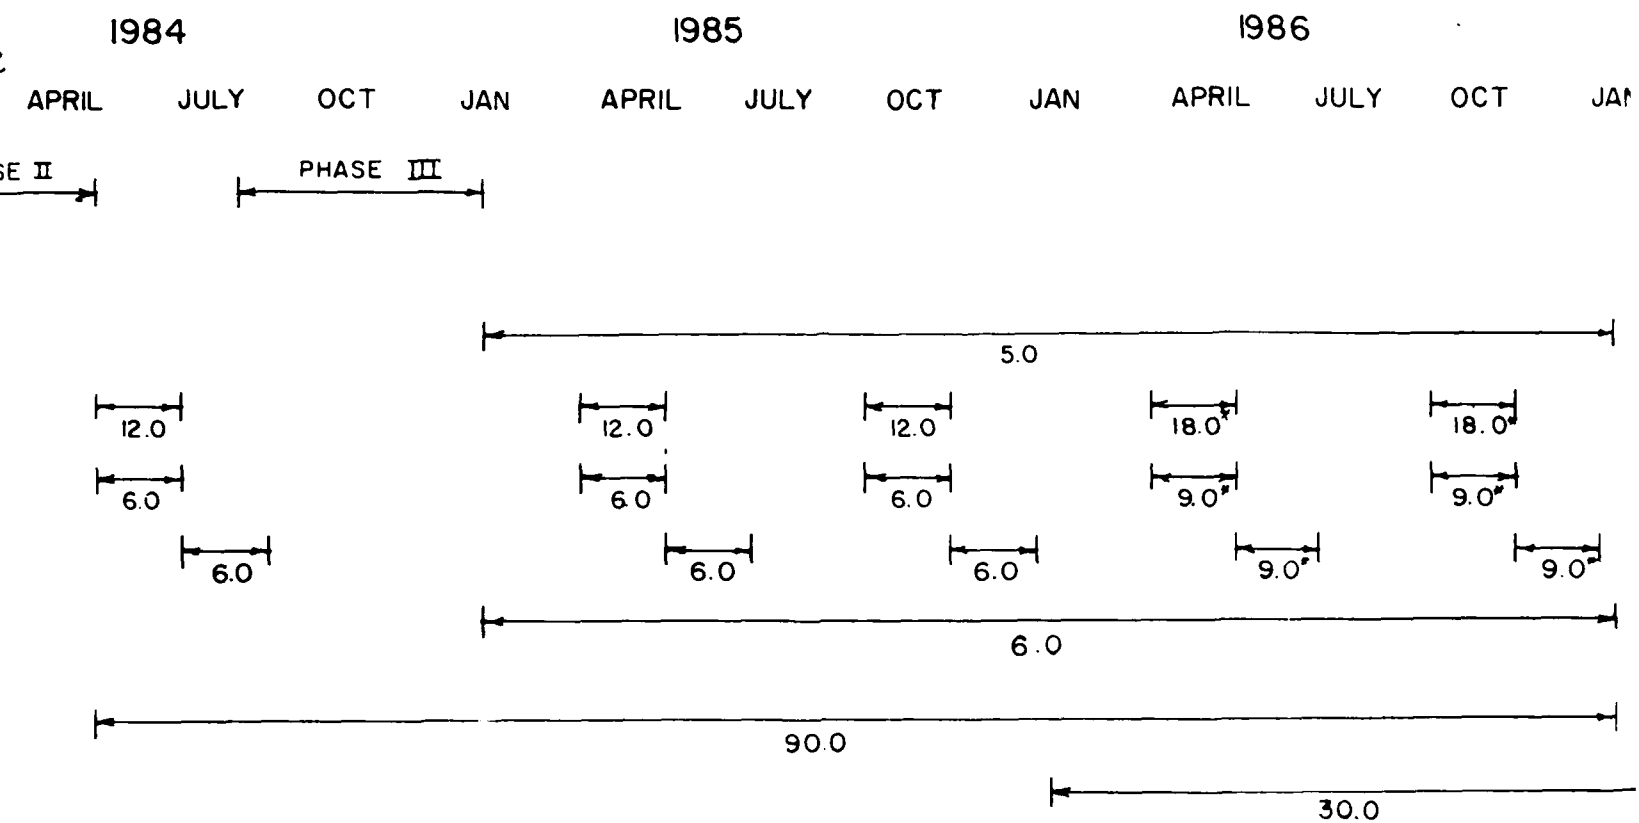 1984 1985 1986
APRIL JULY OCT JAN APRIL JULY OCT JAN APRIL JULY OCT
II PHASE III
5.0
12.0 12.0 12.0 18.0* 18.0*
6.0 6.0 6.0 9.0* 9.0*
6.0 6.0 6.0 9.0* 9.0*
6.0
90.0
30.0